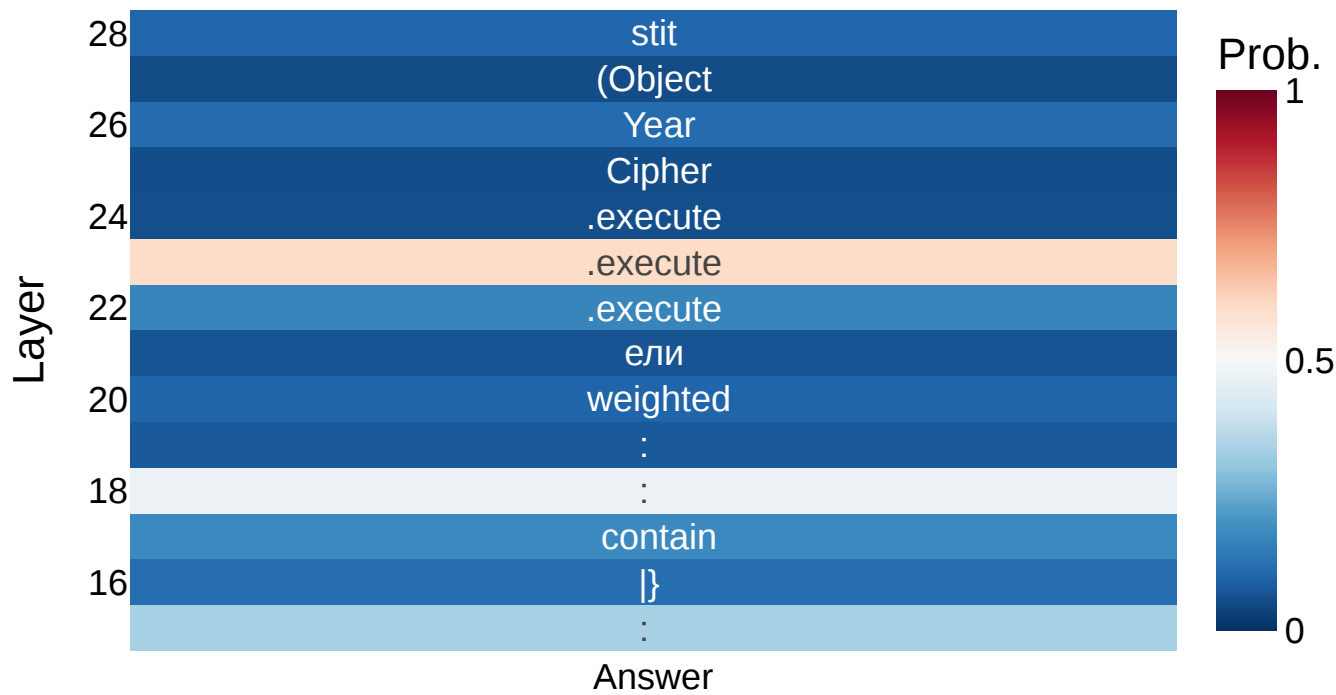 28 stit
(Object
26 Year
Cipher
24 .execute
.execute
22 .execute
ели
20 weighted
:
18 :
contain
16 |}
:
Answer
Layer
Prob.
1
0.5
0